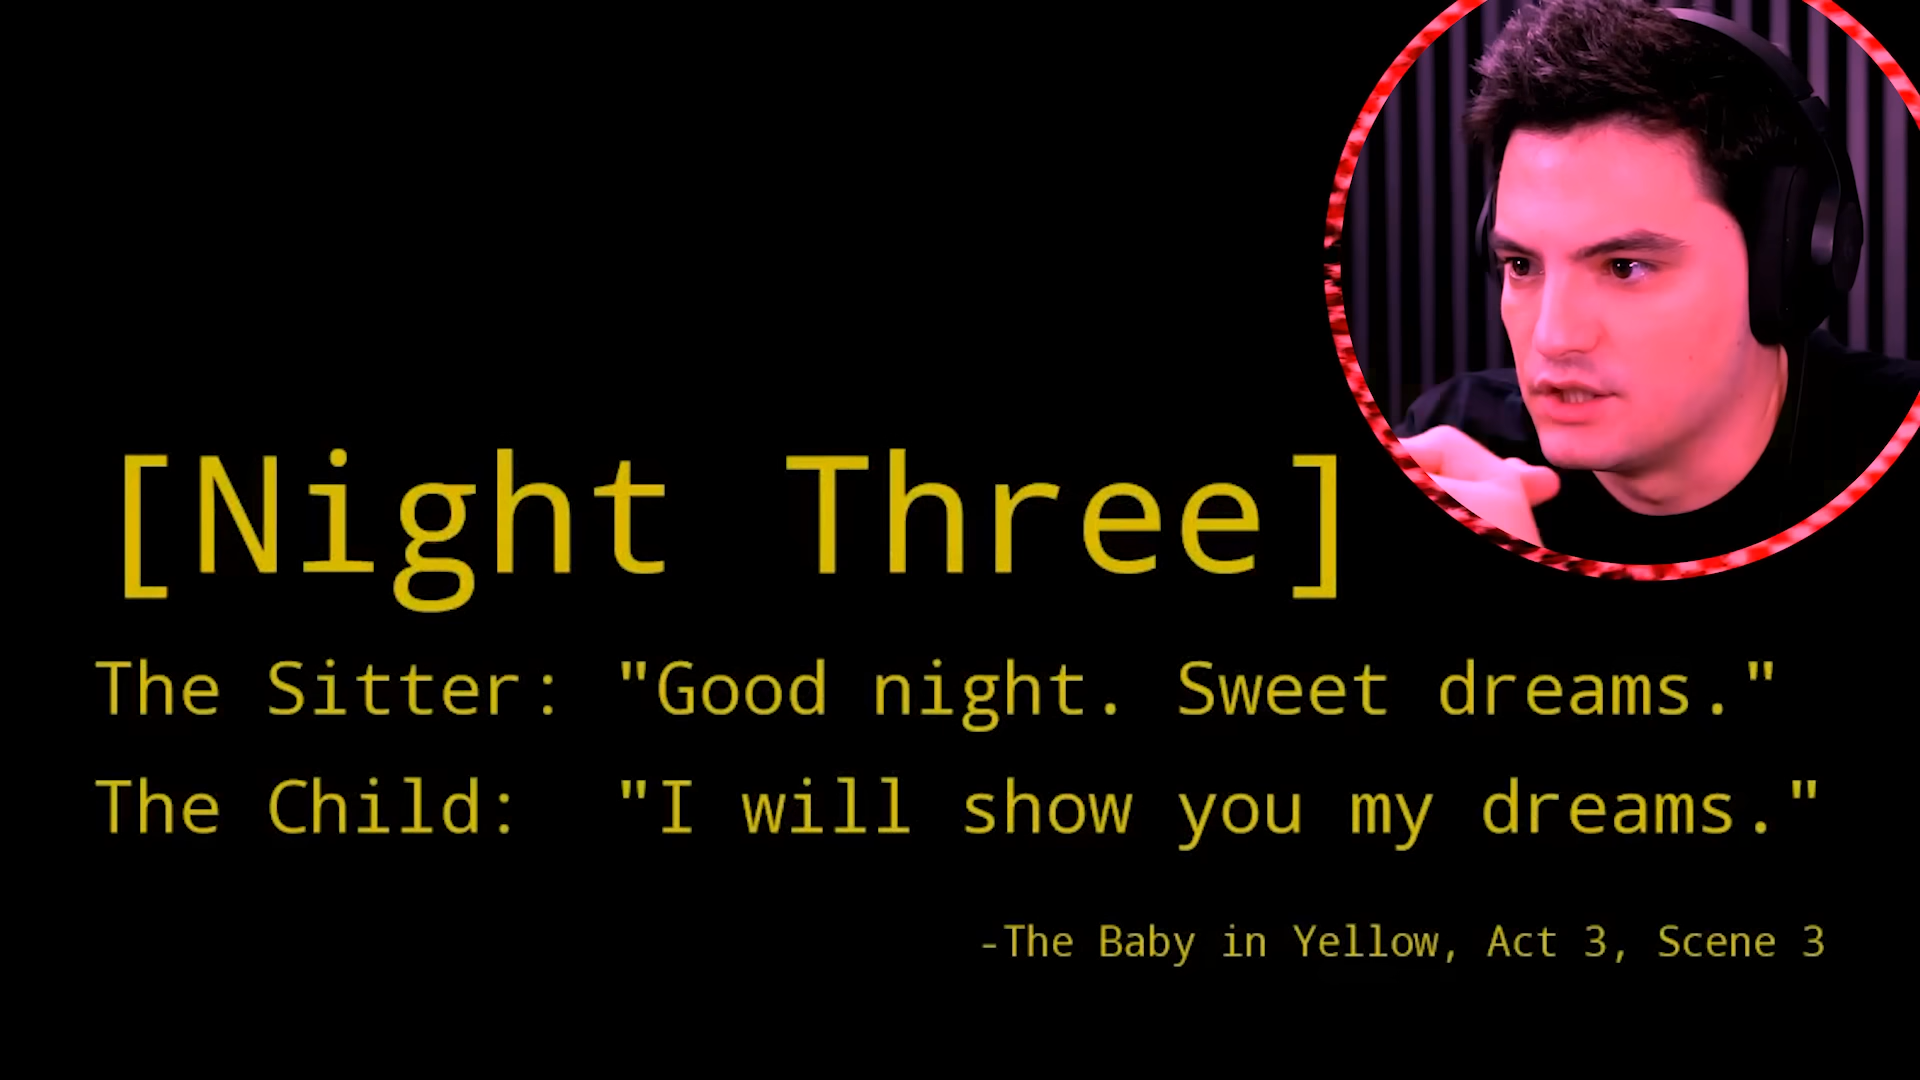 [Night Three]
The Sitter: "Good night. Sweet dreams."
The Child: "I will show you my dreams."
-The Baby in Yellow, Act 3, Scene 3